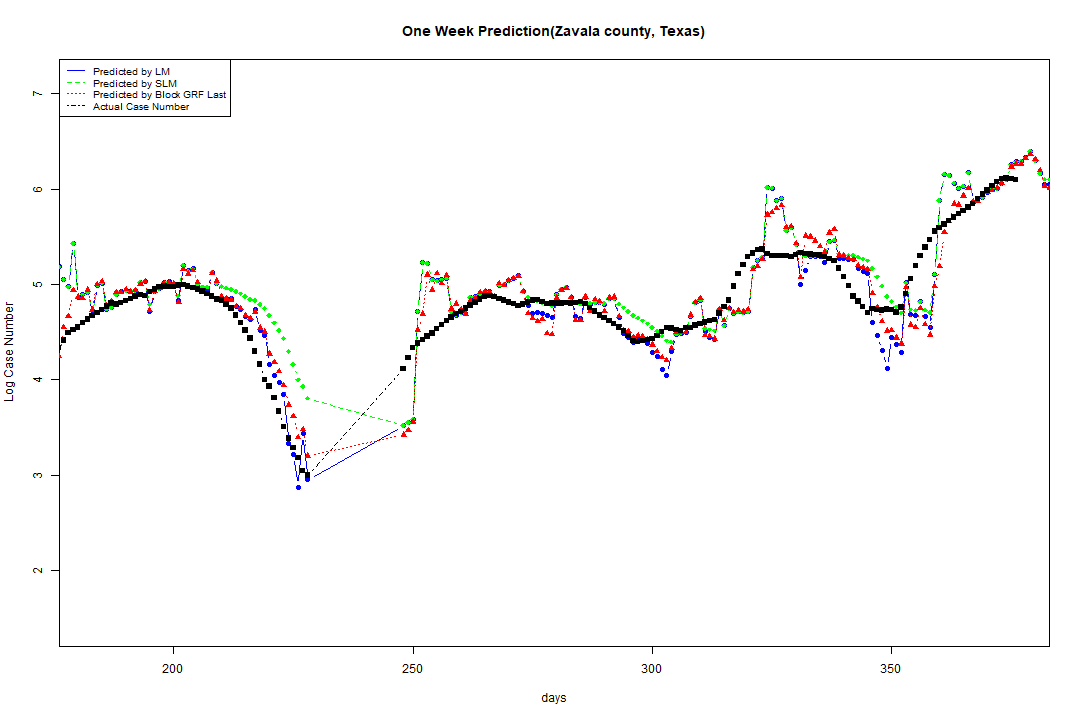 One Week Prediction(Zavala county, Texas)
Predicted by LM
Predicted by SLM
Predicted by Block GRF Last
Actual Case Number
7
6
5
4
3
2
Log Case Number
200 250 300 350
days